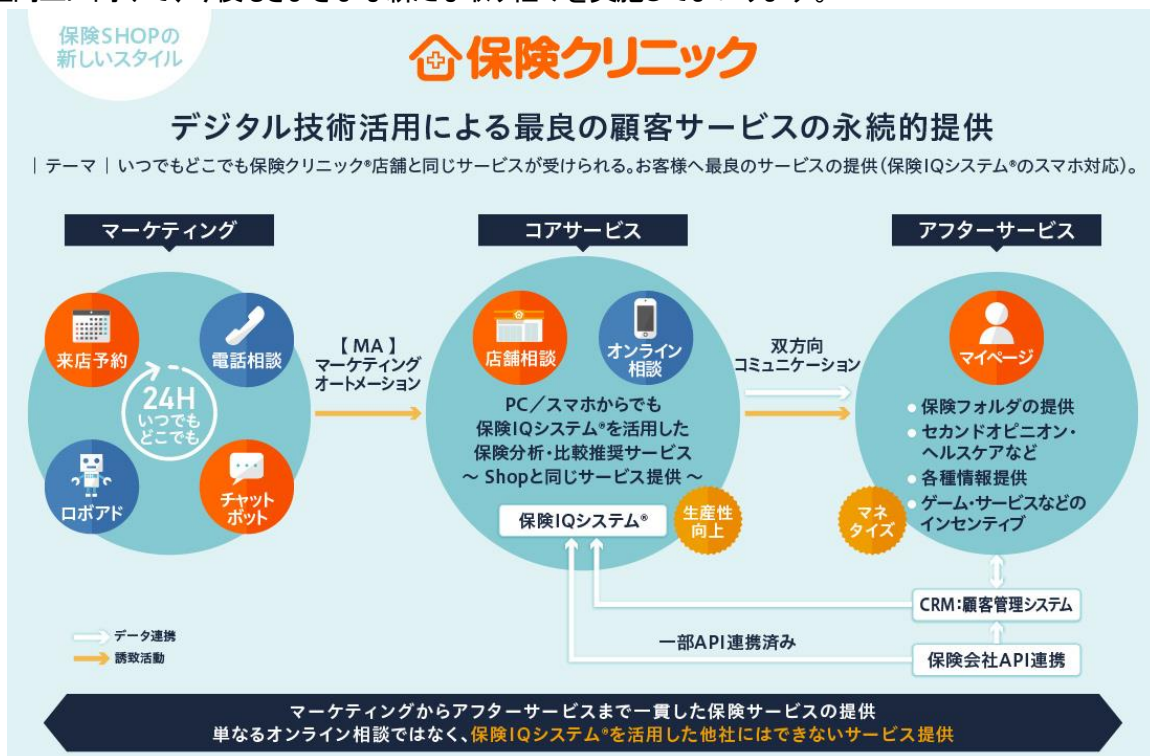 保険SHOPの
新しいスタイル
保険クリニック
デジタル技術活用による最良の顧客サービスの永続的提供
| テーマ | いつでもどこでも保険クリニック®店舗と同じサービスが受けられる。お客様へ最良のサービスの提供(保険IQシステム®のスマホ対応)。
マーケティング
来店予約
電話相談
24H
いつでも
どこでも
ロボアド
チャット
ボット
【MA】
マーケティング
オートメーション
コアサービス
店舗相談
オンライン
相談
PC/スマホからでも
保険IQシステム®を活用した
保険分析・比較推奨サービス
~ Shopと同じサービス提供 ~
保険IQシステム®
生産性
向上
双方向
コミュニケーション
アフターサービス
マイページ
● 保険フォルダの提供
● セカンドオピニオン・
ヘルスケアなど
● 各種情報提供
● ゲーム・サービスなどの
インセンティブ
マネ
タイズ
CRM:顧客管理システム
一部API連携済み
保険会社API連携
データ連携
誘致活動
マーケティングからアフターサービスまで一貫した保険サービスの提供
単なるオンライン相談ではなく、保険IQシステム®を活用した他社にはできないサービス提供